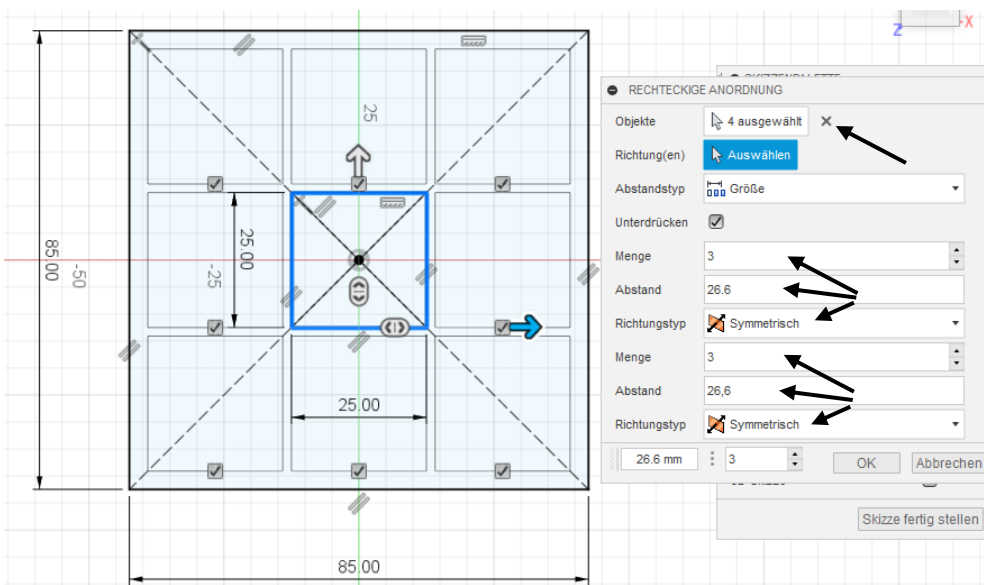 Z
X
SKIZZENPALETTE
RECHTECKIGE ANORDNUNG
Objekte 4 ausgewählt
Richtung(en) Auswählen
Abstandstyp Größe
Unterdrücken
Menge 3
Abstand 26.6
Richtungstyp Symmetrisch
Menge 3
Abstand 26,6
Richtungstyp Symmetrisch
26.6 mm 3 OK Abbrechen
Skizze fertig stellen
25
85.00
-50
-25
25.00
25.00
85.00